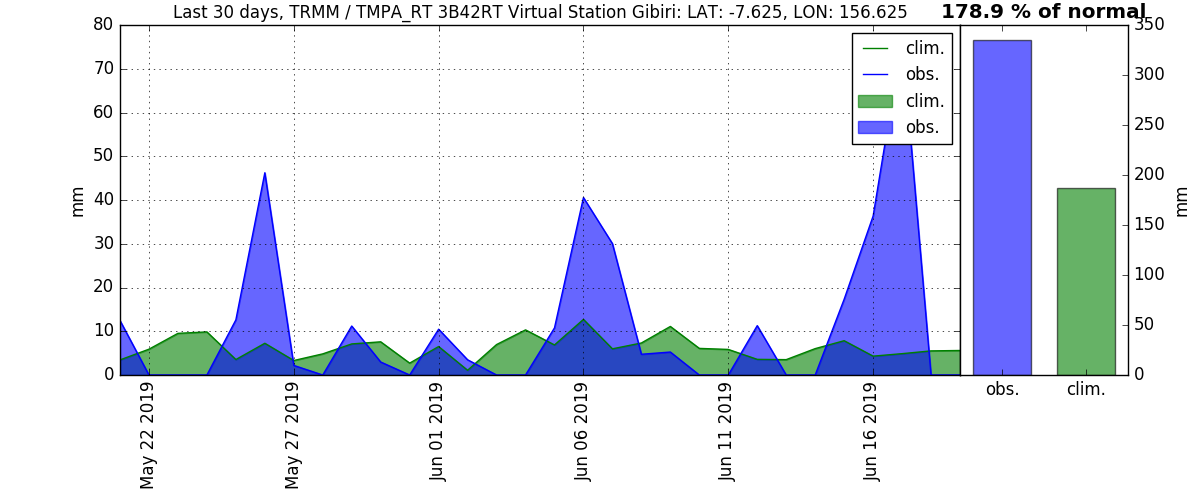 Last 30 days, TRMM / TMPA_RT 3B42RT Virtual Station Gibiri: LAT: -7.625, LON: 156.625
178.9 % of normal
80
70
60
50
40
30
20
10
0
mm
clim.
obs.
clim.
obs.
May 22 2019
May 27 2019
Jun 01 2019
Jun 06 2019
Jun 11 2019
Jun 16 2019
350
300
250
200
150
100
50
0
mm
obs.
clim.